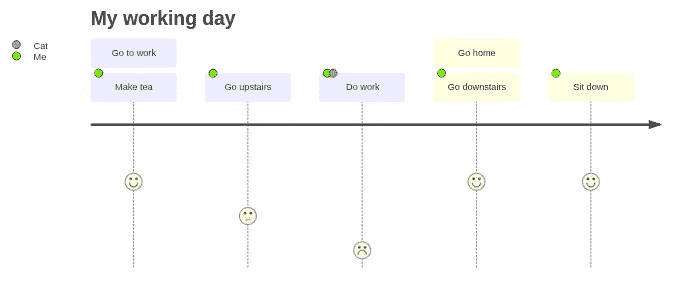 My working day
Cat
Me
Go to work
Go home
Make tea
Go upstairs
Do work
Go downstairs
Sit down